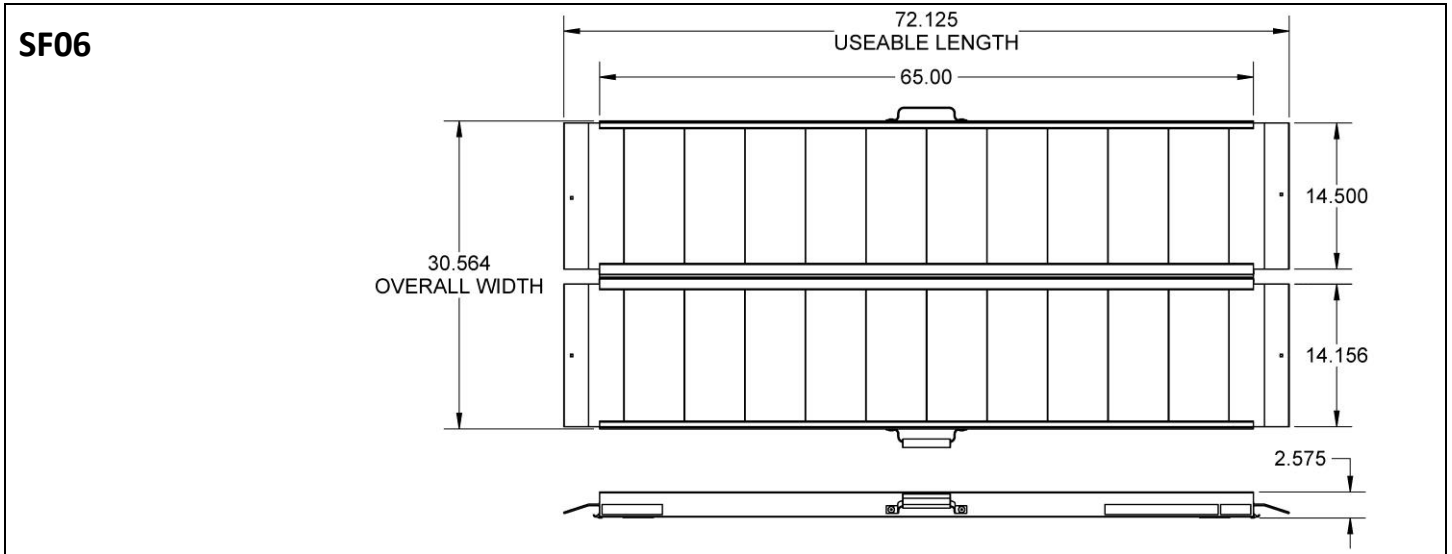 SF06
72.125
USEABLE LENGTH
65.00
14.500
30.564
OVERALL WIDTH
14.156
2.575